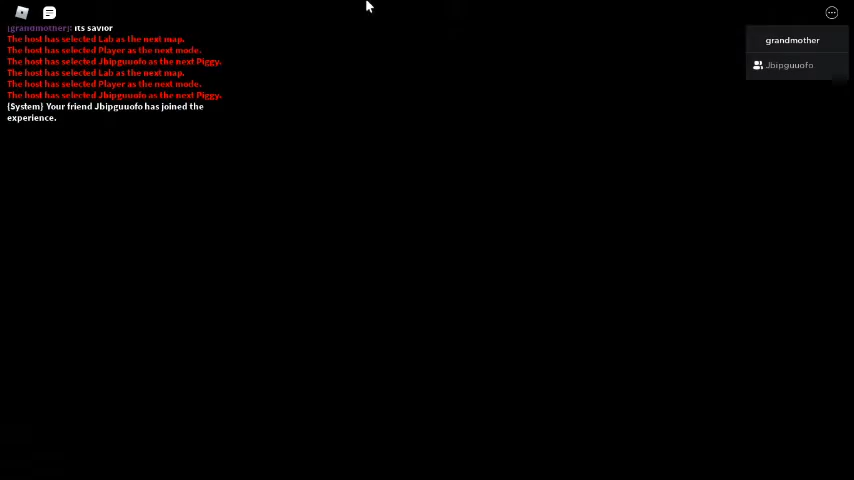 [grandmother]: its savior
The host has selected Lab as the next map.
The host has selected Player as the next mode.
The host has selected Jbipguuofo as the next Piggy.
The host has selected Lab as the next map.
The host has selected Player as the next mode.
The host has selected Jbipguuofo as the next Piggy.
{System} Your friend Jbipguuofo has joined the
experience.
grandmother
Jbipguuofo